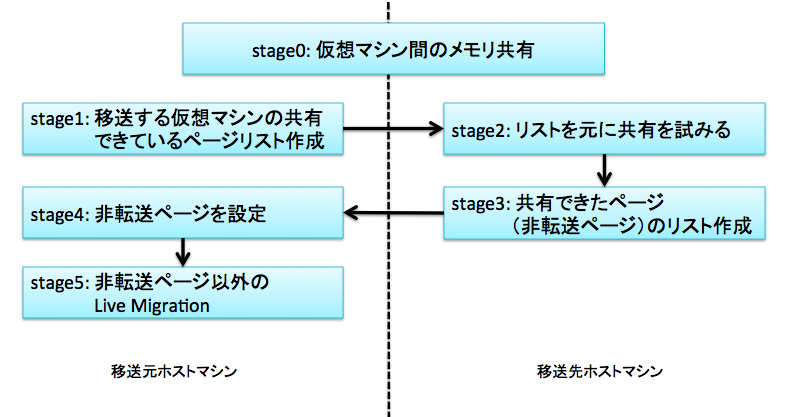 stage0: 仮想マシン間のメモリ共有
stage1: 移送する仮想マシンの共有
できているページリスト作成
stage2: リストを元に共有を試みる
stage3: 共有できたページ
（非転送ページ）のリスト作成
stage4: 非転送ページを設定
stage5: 非転送ページ以外の
Live Migration
移送元ホストマシン
移送先ホストマシン